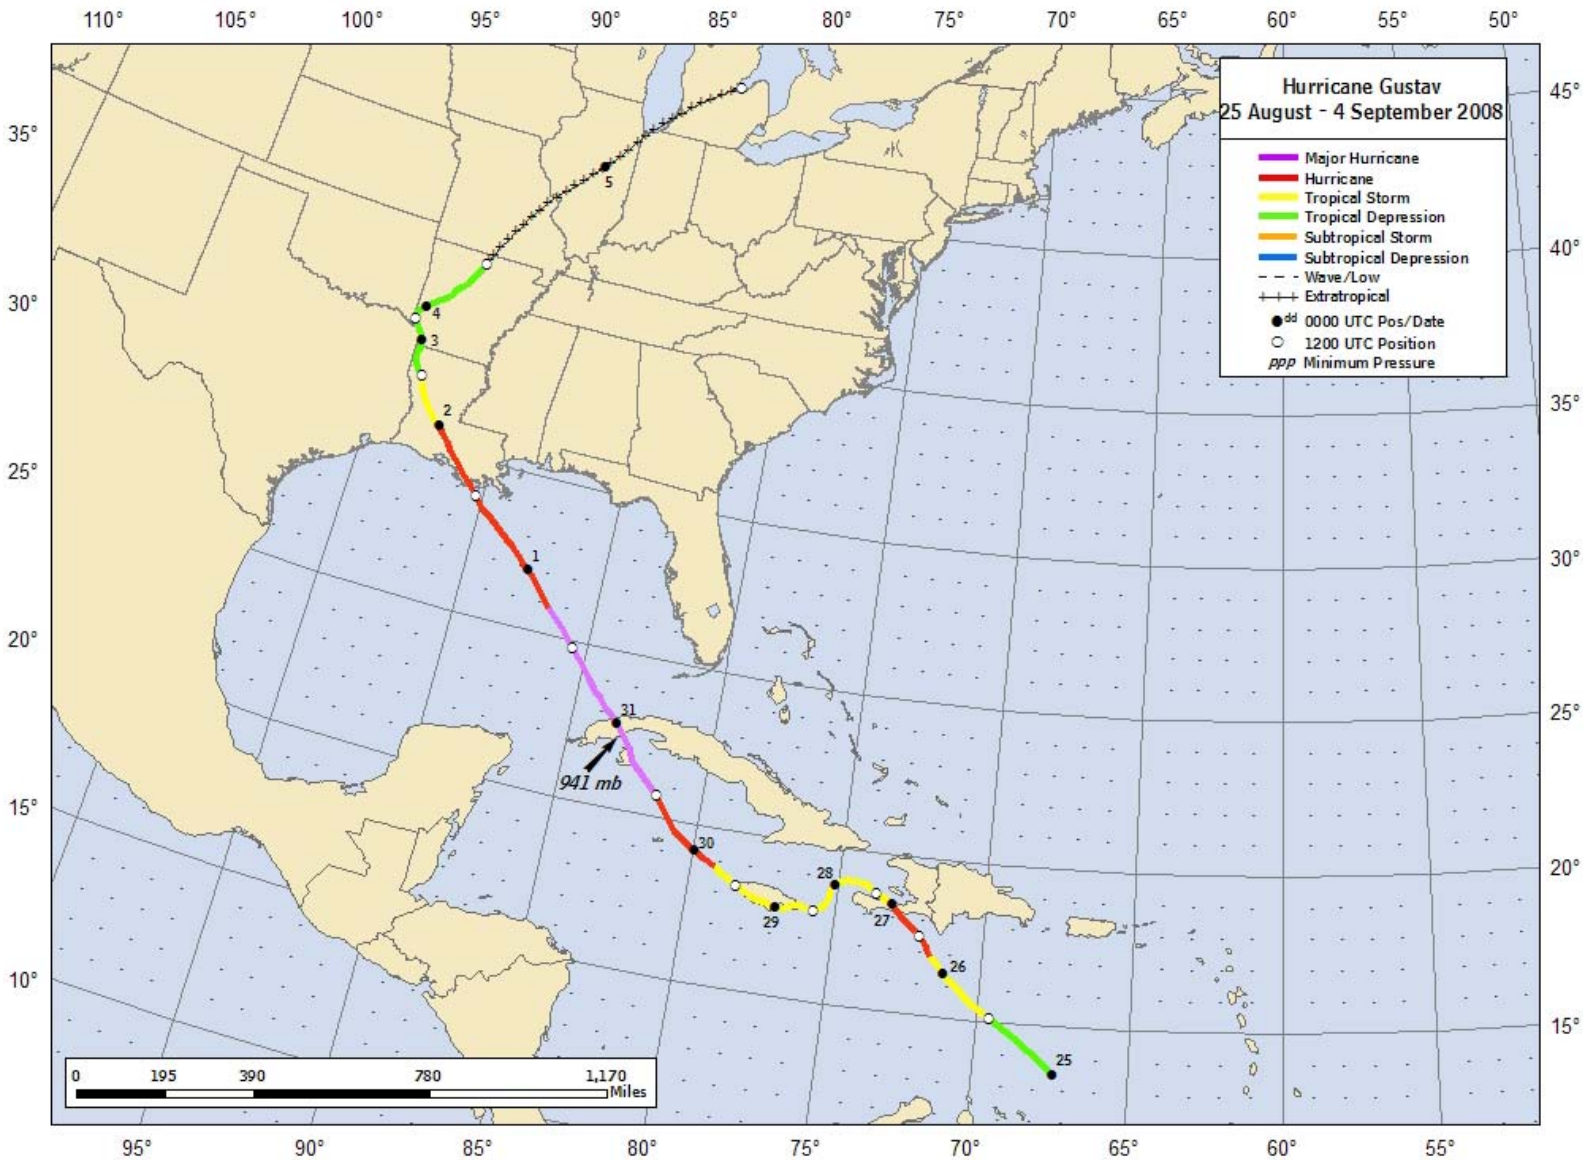 110° 105° 100° 95° 90° 85° 80° 75° 70° 65° 60° 55° 50°
Hurricane Gustav
25 August - 4 September 2008
Major Hurricane
Hurricane
Tropical Storm
Tropical Depression
Subtropical Storm
Subtropical Depression
Wave/Low
Extratropical
dd 0000 UTC Pos/Date
1200 UTC Position
ppp Minimum Pressure
45°
40°
35°
30°
25°
20°
15°
35°
30°
25°
20°
15°
10°
5
4
3
2
1
31
941 mb
30
29
28
27
26
25
0 195 390 780 1,170
Miles
95° 90° 85° 80° 75° 70° 65° 60° 55°